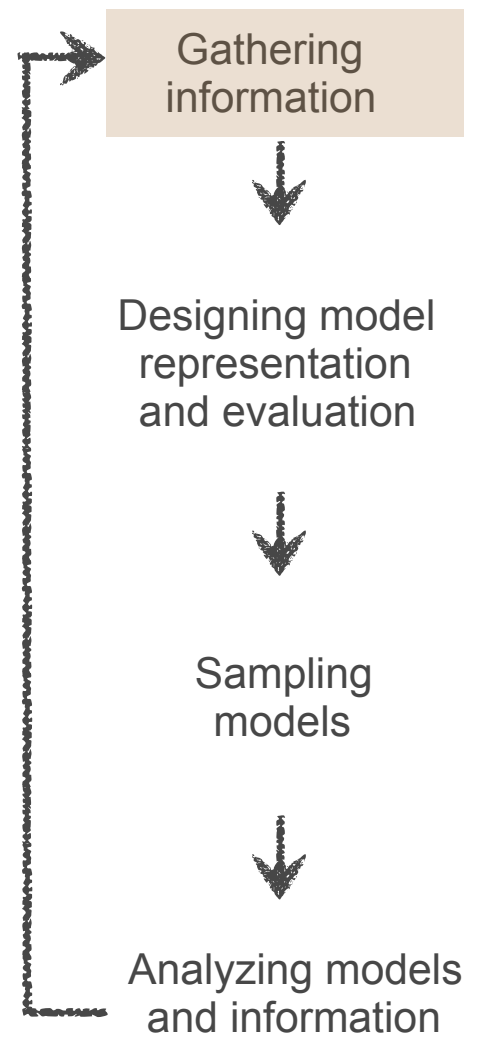 Gathering
information
Designing model
representation
and evaluation
Sampling
models
Analyzing models
and information